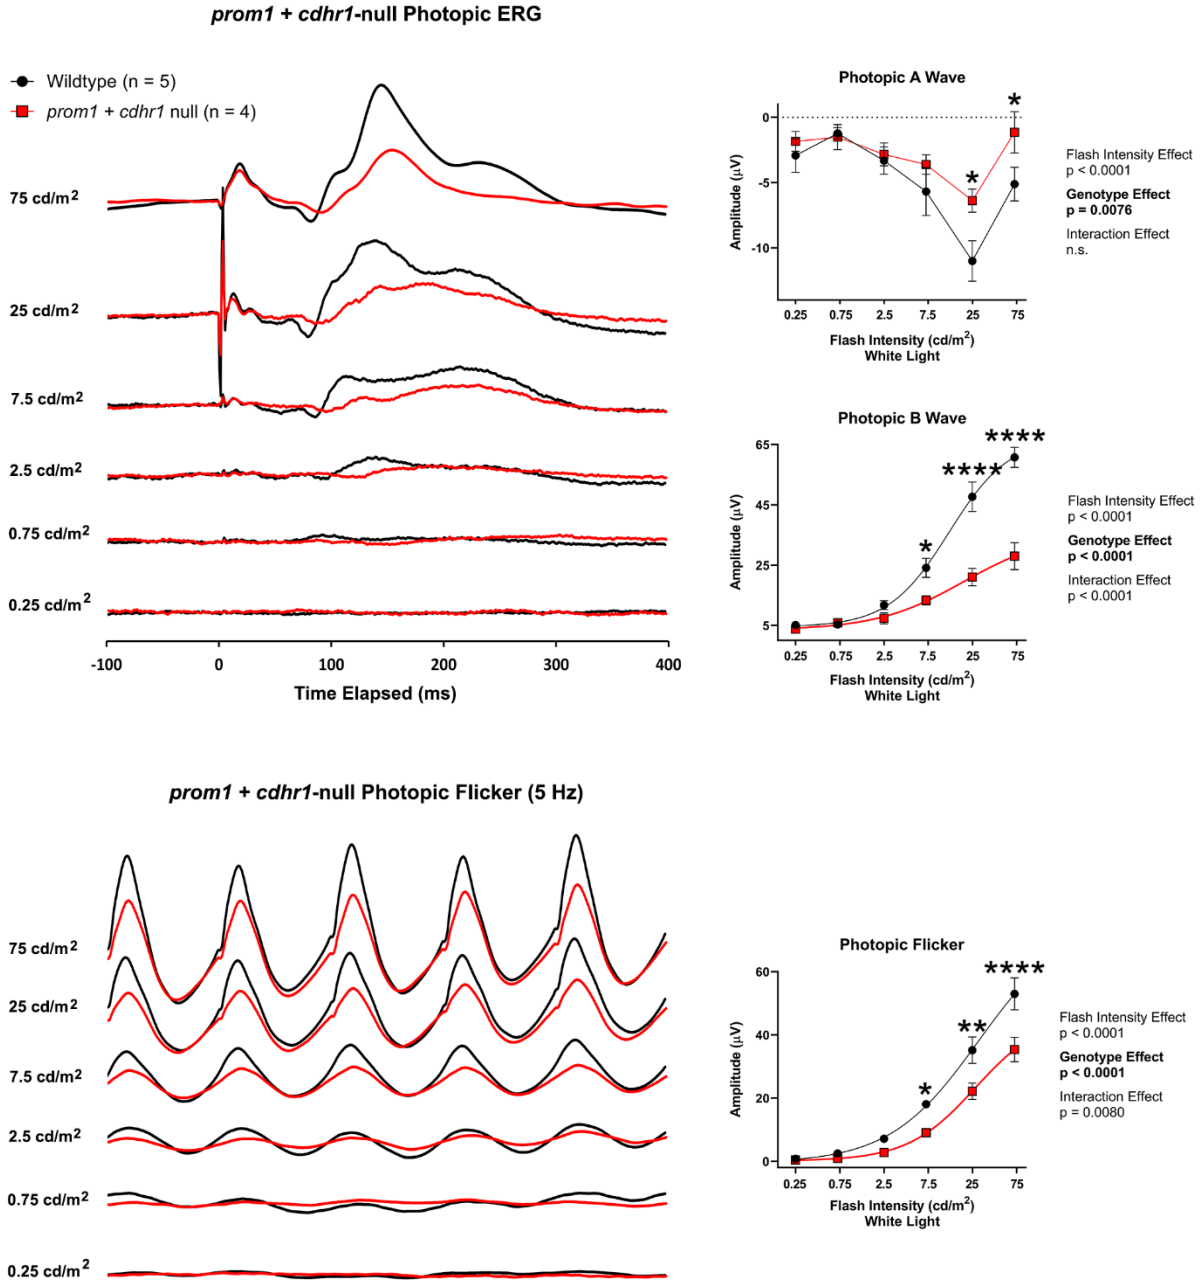 prom1 + cdhr1-null Photopic ERG
Wildtype (n = 5)
prom1 + cdhr1 null (n = 4)
75 cd/m²
25 cd/m²
7.5 cd/m²
2.5 cd/m²
0.75 cd/m²
0.25 cd/m²
-100 0 100 200 300 400
Time Elapsed (ms)
Photopic A Wave
*
*
0
-5
-10
Amplitude (μV)
0.25 0.75 2.5 7.5 25 75
Flash Intensity (cd/m²)
White Light
Flash Intensity Effect
p < 0.0001
Genotype Effect
p = 0.0076
Interaction Effect
n.s.
Photopic B Wave
****
****
*
65
45
25
5
Amplitude (μV)
0.25 0.75 2.5 7.5 25 75
Flash Intensity (cd/m²)
White Light
Flash Intensity Effect
p < 0.0001
Genotype Effect
p < 0.0001
Interaction Effect
p < 0.0001
prom1 + cdhr1-null Photopic Flicker (5 Hz)
75 cd/m²
25 cd/m²
7.5 cd/m²
2.5 cd/m²
0.75 cd/m²
0.25 cd/m²
Photopic Flicker
****
**
*
60
40
20
0
Amplitude (μV)
0.25 0.75 2.5 7.5 25 75
Flash Intensity (cd/m²)
White Light
Flash Intensity Effect
p < 0.0001
Genotype Effect
p < 0.0001
Interaction Effect
p = 0.0080